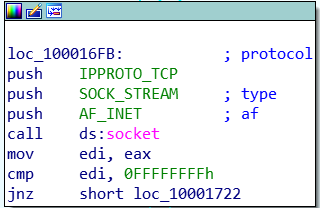 loc_100016FB: ; protocol
push IPPROTO_TCP
push SOCK_STREAM ; type
push AF_INET ; af
call ds:socket
mov edi, eax
cmp edi, 0FFFFFFFFh
jnz short loc_10001722